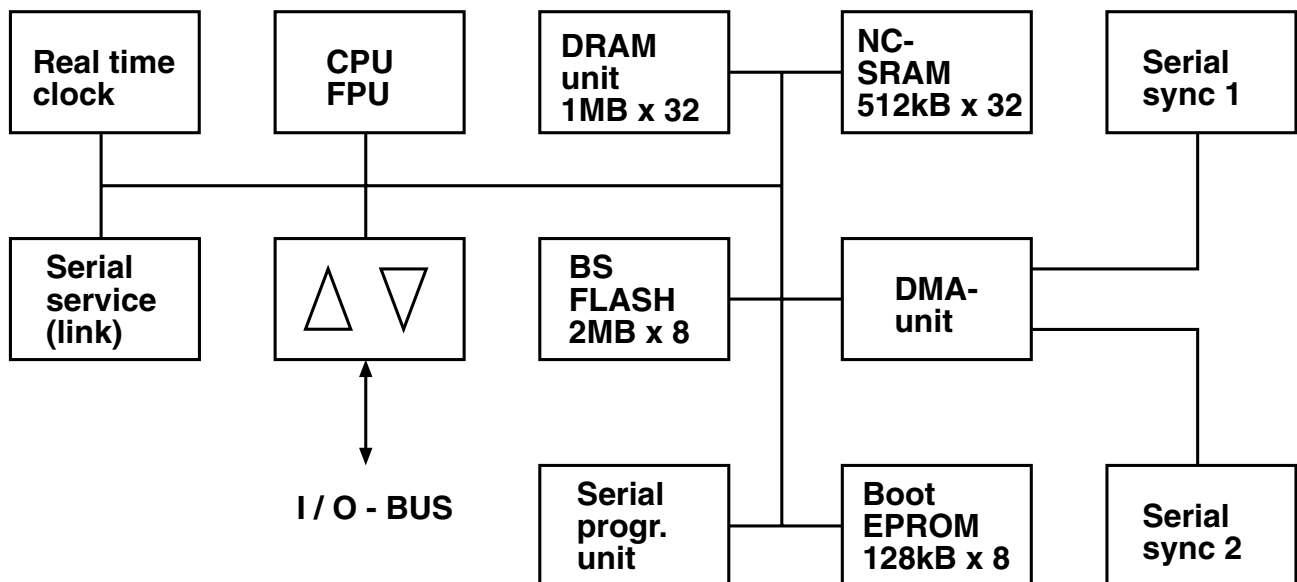 Real time
clock
CPU
FPU
DRAM
unit
1MB x 32
NC-
SRAM
512kB x 32
Serial
sync 1
Serial
service
(link)
BS
FLASH
2MB x 8
DMA-
unit
I / O - BUS
Serial
progr.
unit
Boot
EPROM
128kB x 8
Serial
sync 2